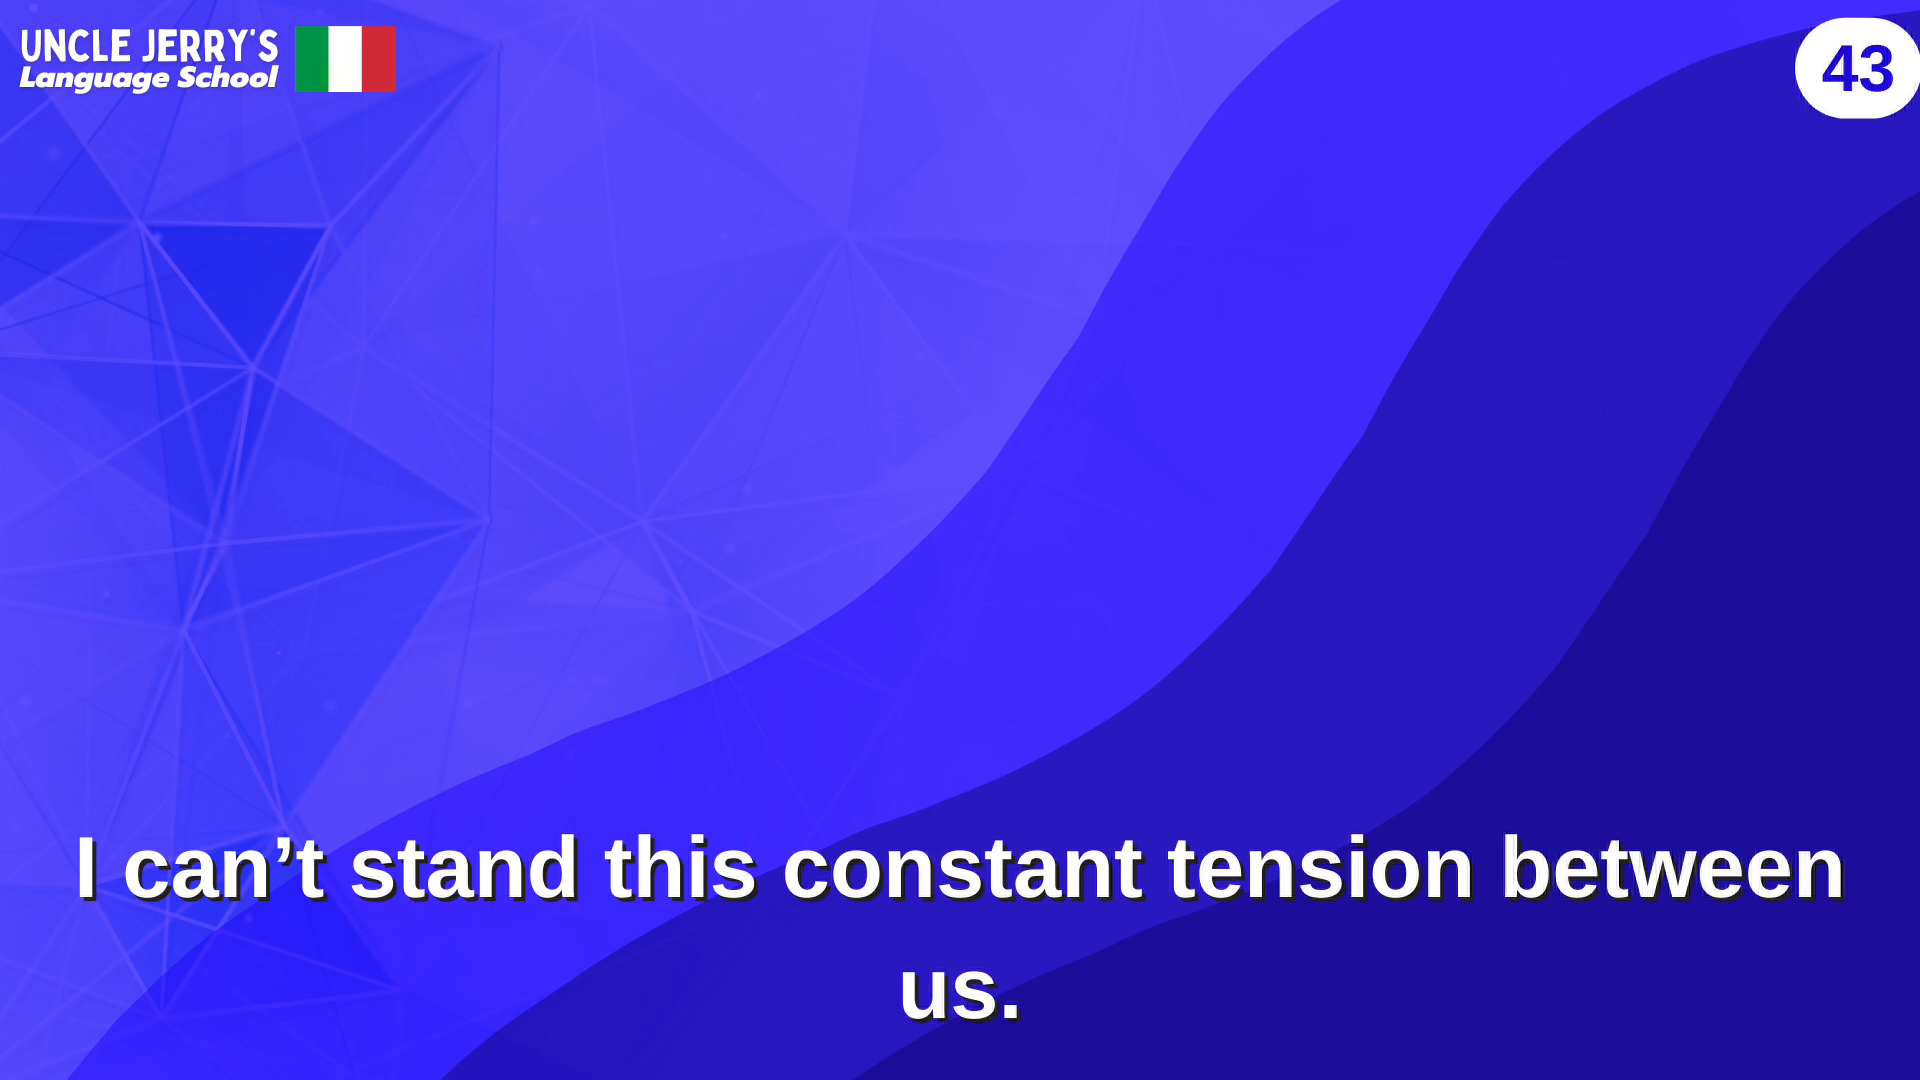 UNCLE JERRY'S
Language School
43
I can’t stand this constant tension between
us.